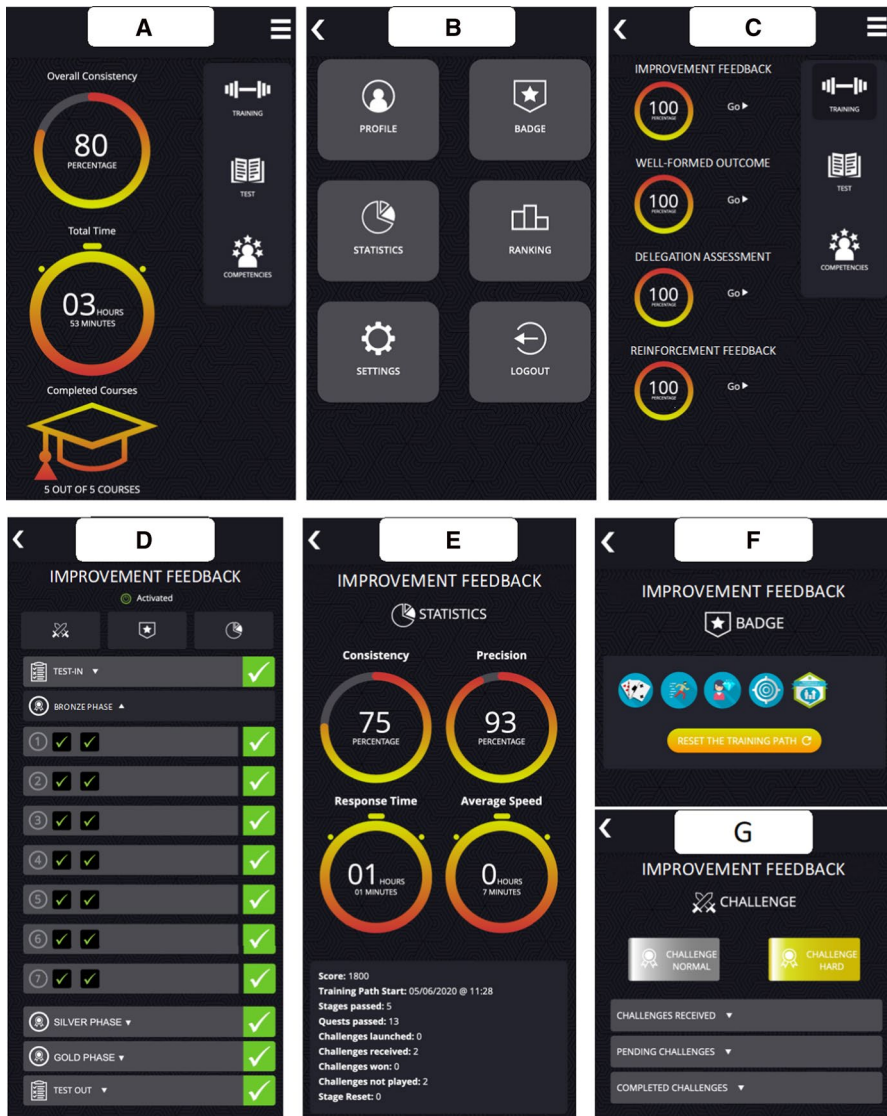 A
Overall Consistency
80
PERCENTAGE
Total Time
03 HOURS
53 MINUTES
Completed Courses
5 OUT OF 5 COURSES
TRAINING
TEST
COMPETENCIES
B
PROFILE
BADGE
STATISTICS
RANKING
SETTINGS
LOGOUT
C
IMPROVEMENT FEEDBACK
100
PERCENTAGE
Go
WELL-FORMED OUTCOME
100
PERCENTAGE
Go
DELEGATION ASSESSMENT
100
PERCENTAGE
Go
REINFORCEMENT FEEDBACK
100
PERCENTAGE
Go
TRAINING
TEST
COMPETENCIES
D
IMPROVEMENT FEEDBACK
Activated
TEST-IN
BRONZE PHASE
1
2
3
4
5
6
7
SILVER PHASE
GOLD PHASE
TEST OUT
E
IMPROVEMENT FEEDBACK
STATISTICS
Consistency
75
PERCENTAGE
Precision
93
PERCENTAGE
Response Time
01 HOURS
01 MINUTES
Average Speed
0 HOURS
7 MINUTES
Score: 1800
Training Path Start: 05/06/2020 @ 11:28
Stages passed: 5
Quests passed: 13
Challenges launched: 0
Challenges received: 2
Challenges won: 0
Challenges not played: 2
Stage Reset: 0
F
IMPROVEMENT FEEDBACK
BADGE
RESET THE TRAINING PATH
G
IMPROVEMENT FEEDBACK
CHALLENGE
CHALLENGE
NORMAL
CHALLENGE
HARD
CHALLENGES RECEIVED
PENDING CHALLENGES
COMPLETED CHALLENGES